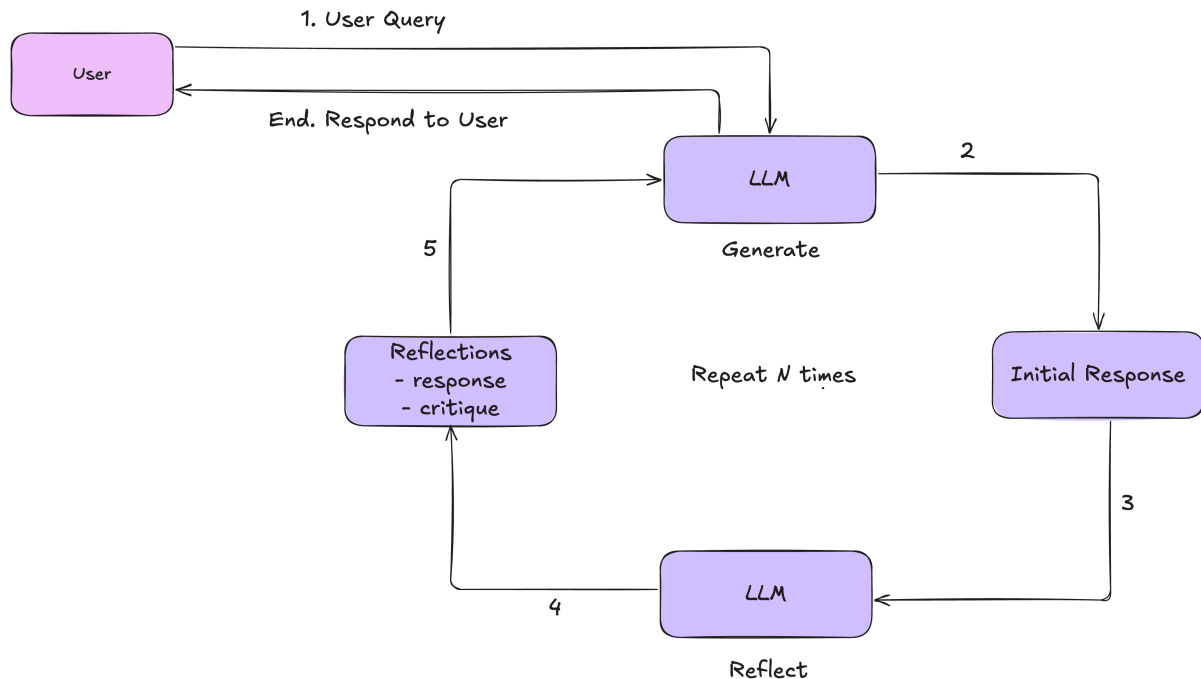 1. User Query
User
End. Respond to User
2
LLM
Generate
5
Reflections
- response
- critique
Repeat N times
Initial Response
3
LLM
4
Reflect